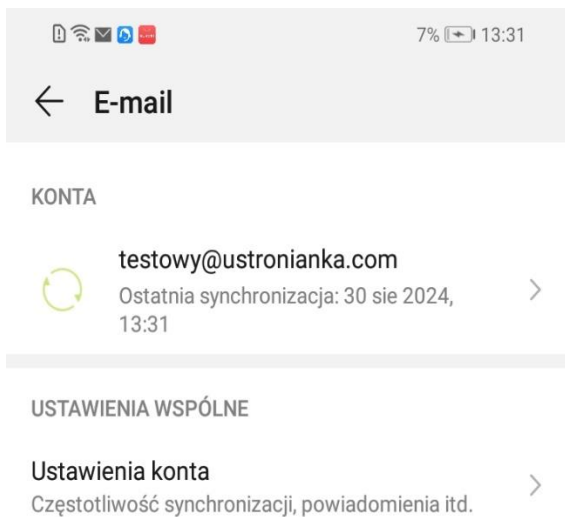 7% 13:31
E-mail
KONTA
testowy@ustronianka.com
Ostatnia synchronizacja: 30 sie 2024,
13:31
USTAWIENIA WSPÓLNE
Ustawienia konta
Częstotliwość synchronizacji, powiadomienia itd.